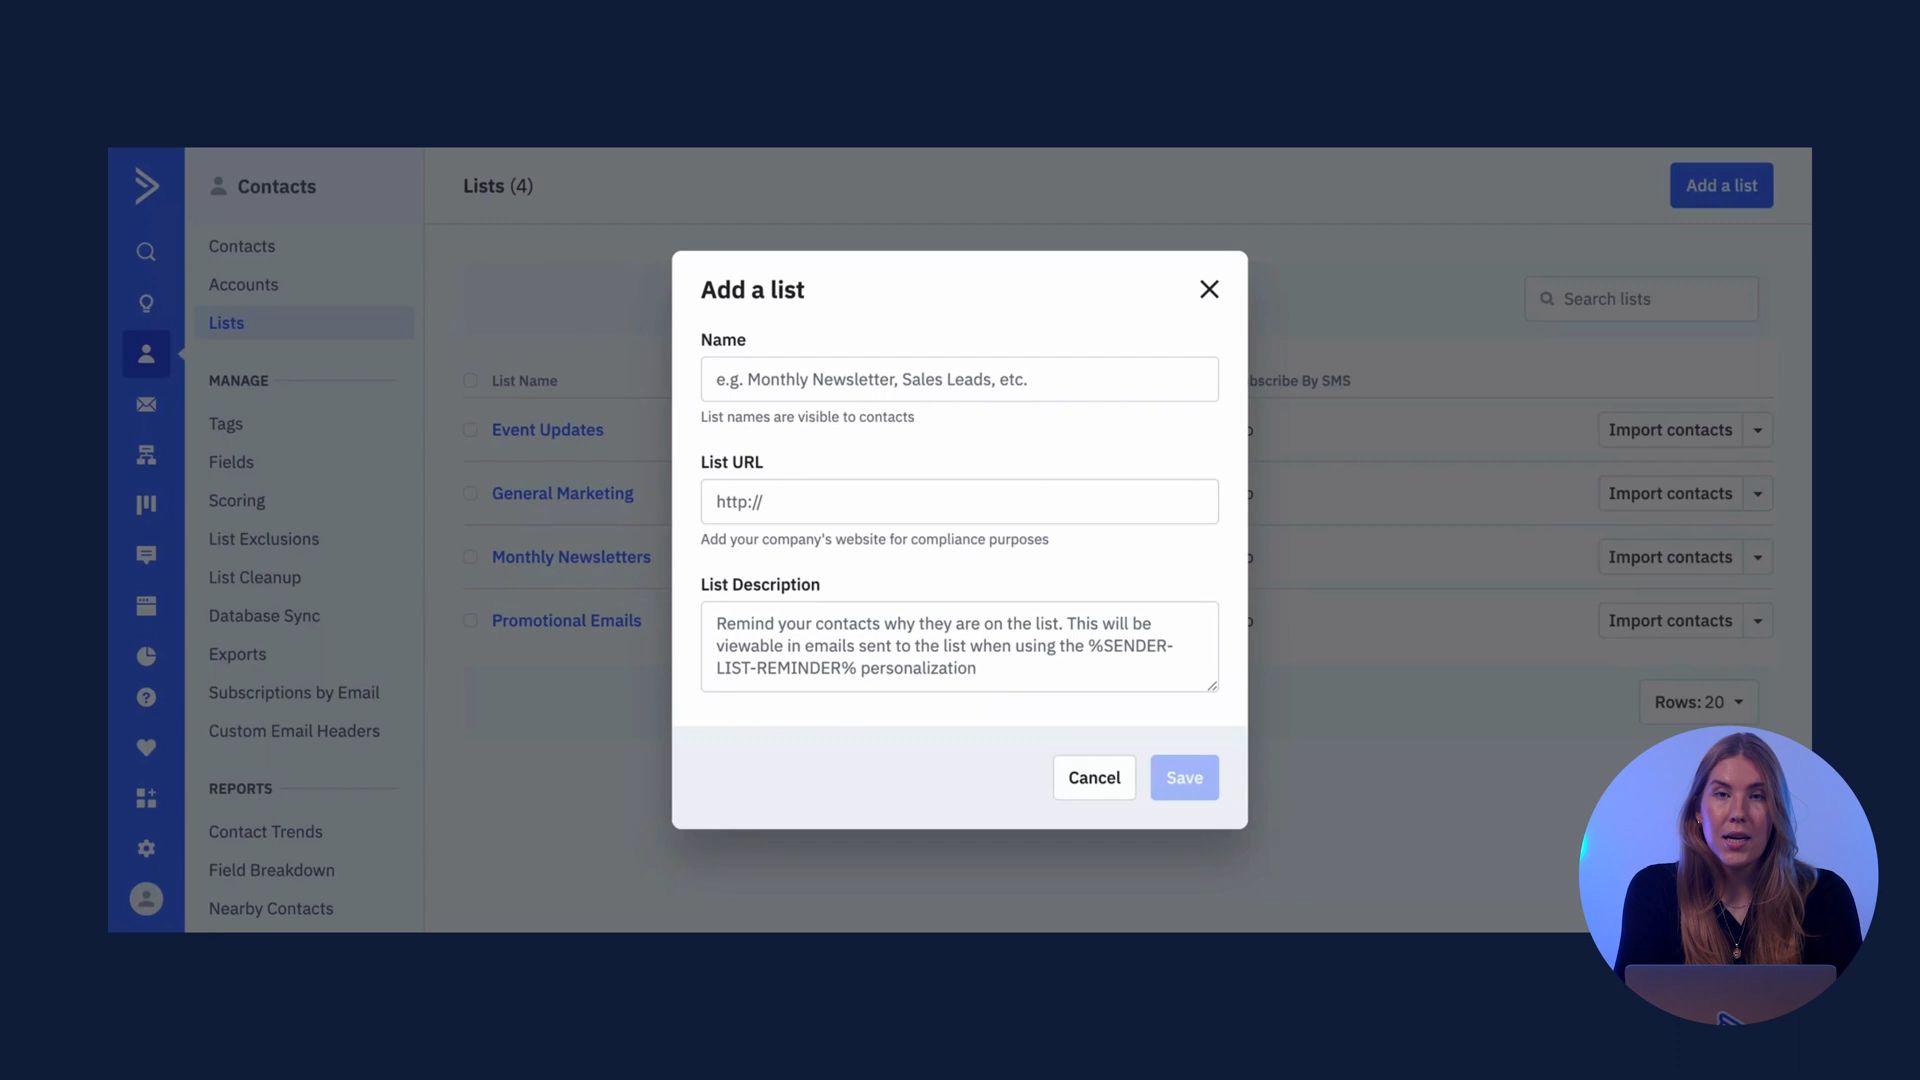 Contacts
Contacts
Accounts
Lists
MANAGE
Tags
Fields
Scoring
List Exclusions
List Cleanup
Database Sync
Exports
Subscriptions by Email
Custom Email Headers
REPORTS
Contact Trends
Field Breakdown
Nearby Contacts
Lists (4)
Add a list
Search lists
List Name
Event Updates
Import contacts
General Marketing
Import contacts
Monthly Newsletters
Import contacts
Promotional Emails
Import contacts
By SMS
Rows: 20
Add a list
Name
e.g. Monthly Newsletter, Sales Leads, etc.
List names are visible to contacts
List URL
http://
Add your company's website for compliance purposes
List Description
Remind your contacts why they are on the list. This will be
viewable in emails sent to the list when using the %SENDER-
LIST-REMINDER% personalization
Cancel
Save